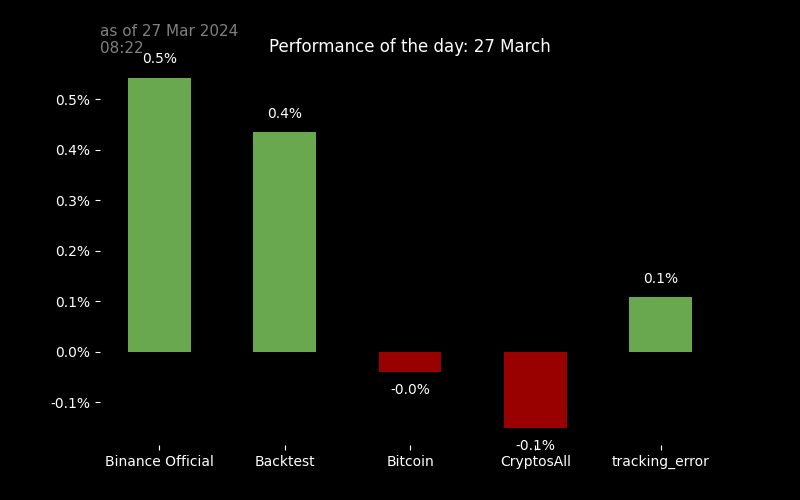 as of 27 Mar 2024
08:22
Performance of the day: 27 March
0.5%
0.4%
0.1%
-0.0%
-0.1%
0.5%
0.4%
0.3%
0.2%
0.1%
0.0%
-0.1%
Binance Official
Backtest
Bitcoin
CryptosAll
tracking_error